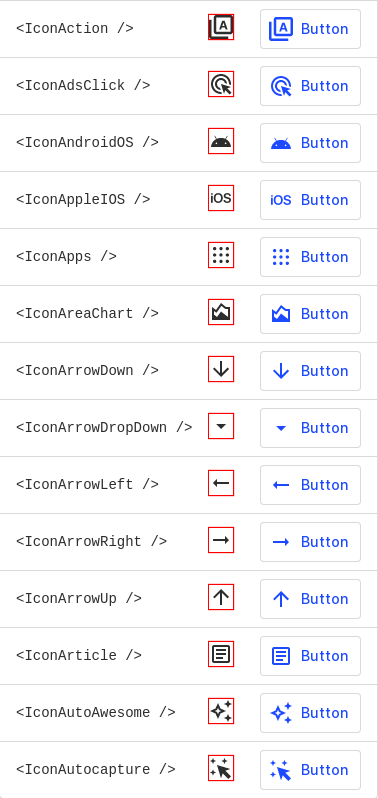 <IconAction /> A A Button
<IconAdsClick /> Button
<IconAndroidOS /> Button
<IconAppleIOS /> iOS iOS Button
<IconApps /> Button
<IconAreaChart /> Button
<IconArrowDown /> Button
<IconArrowDropDown /> Button
<IconArrowLeft /> Button
<IconArrowRight /> Button
<IconArrowUp /> Button
<IconArticle /> Button
<IconAutoAwesome /> Button
<IconAutocapture /> Button